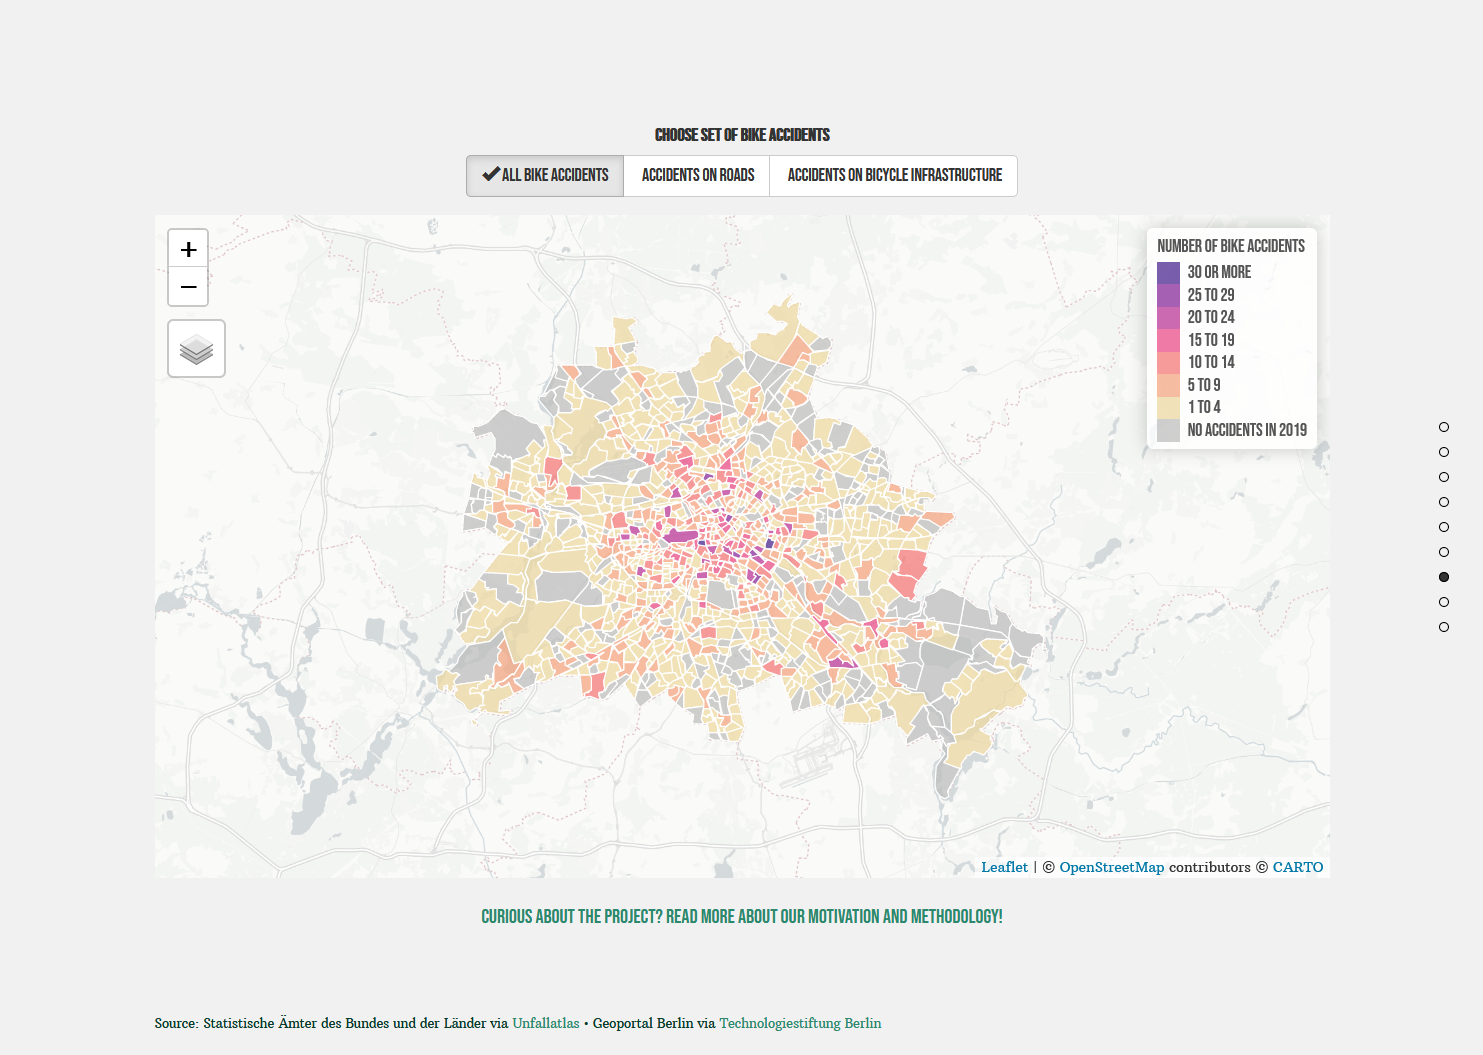 CHOOSE SET OF BIKE ACCIDENTS
ALL BIKE ACCIDENTS
ACCIDENTS ON ROADS
ACCIDENTS ON BICYCLE INFRASTRUCTURE
+
−
NUMBER OF BIKE ACCIDENTS
30 OR MORE
25 TO 29
20 TO 24
15 TO 19
10 TO 14
5 TO 9
1 TO 4
NO ACCIDENTS IN 2019
Leaflet | © OpenStreetMap contributors © CARTO
CURIOUS ABOUT THE PROJECT? READ MORE ABOUT OUR MOTIVATION AND METHODOLOGY!
Source: Statistische Ämter des Bundes und der Länder via Unfallatlas • Geoportal Berlin via Technologiestiftung Berlin